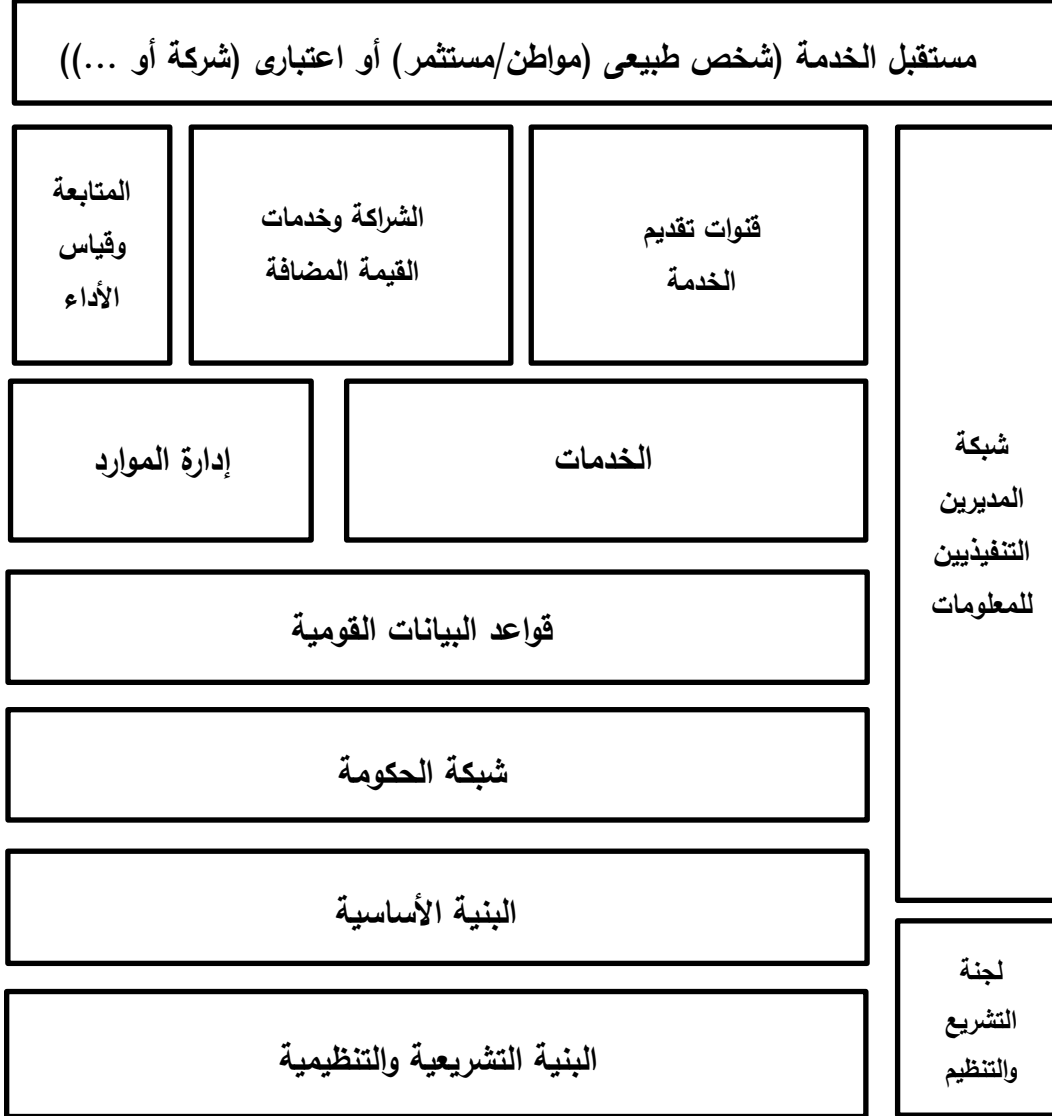 مستقبل الخدمة (شخص طبيعى (مواطن/مستثمر) أو اعتبارى (شركة أو ...))
قنوات تقديم
الخدمة
الشراكة وخدمات
القيمة المضافة
المتابعة
وقياس
الأداء
شبكة
المديرين
التنفيذيين
للمعلومات
الخدمات
إدارة الموارد
قواعد البيانات القومية
شبكة الحكومة
البنية الأساسية
لجنة
التشريع
والتنظيم
البنية التشريعية والتنظيمية